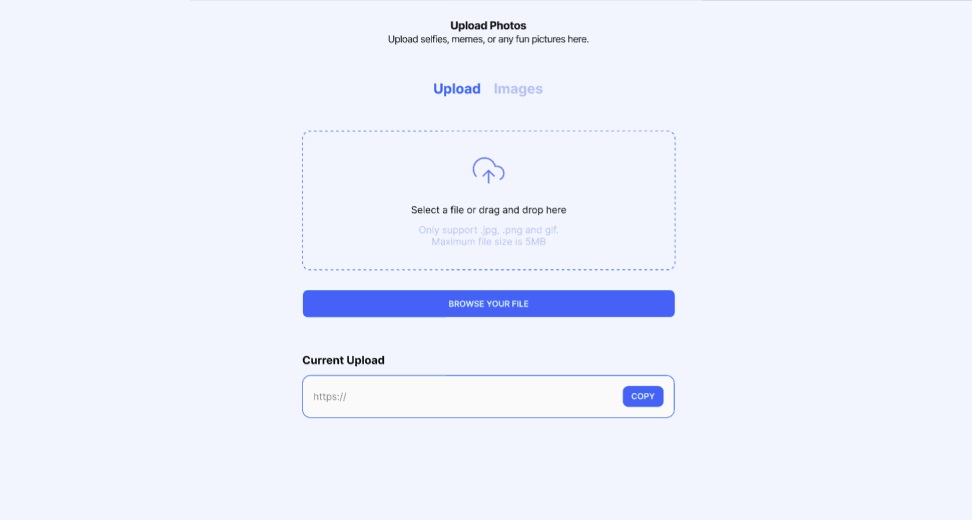 Upload Photos
Upload selfies, memes, or any fun pictures here.
Upload Images
Select a file or drag and drop here
Only support .jpg, .png and gif.
Maximum file size is 5MB
BROWSE YOUR FILE
Current Upload
https:// COPY